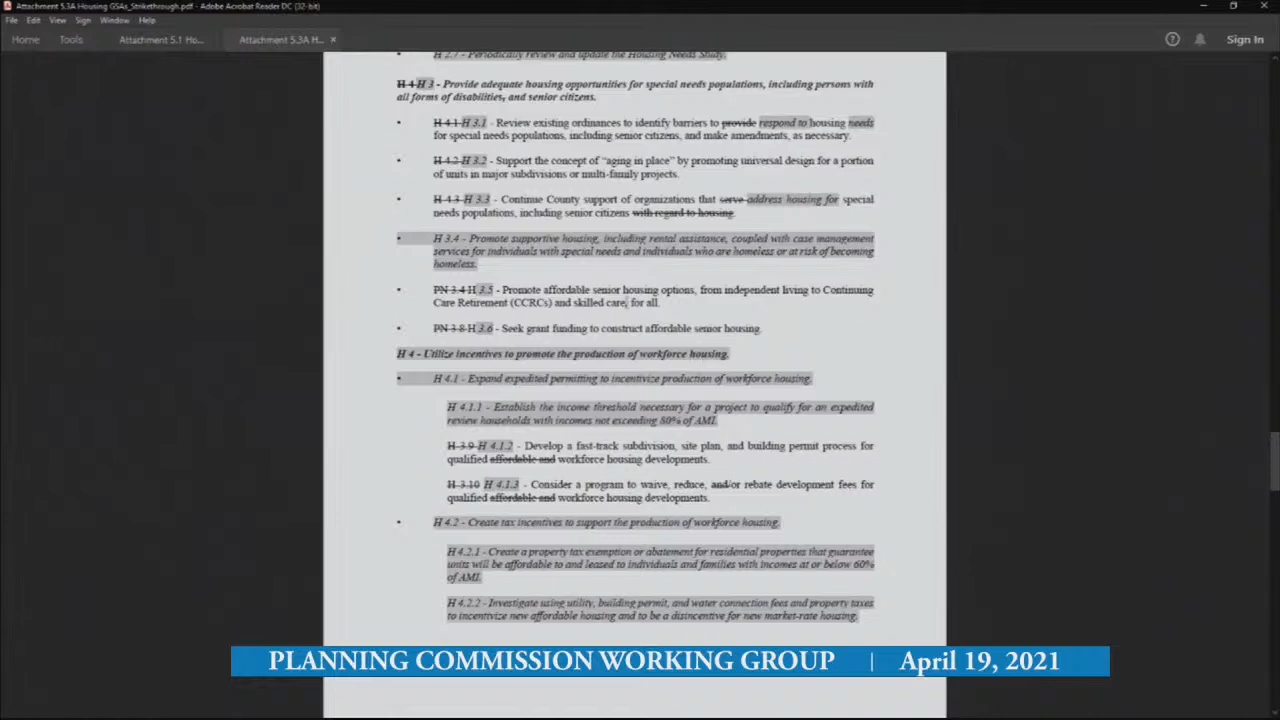 Attachment 5.3A Housing GSAs_Strikethrough.pdf - Adobe Acrobat Reader DC (32-bit)
File Edit View Sign Window Help
Home Tools Attachment 5.1 Ho... Attachment 5.3A H... × Sign In
• H 2.7 - Periodically review and update the Housing Needs Study.
H 4 H 3 - Provide adequate housing opportunities for special needs populations, including persons with
all forms of disabilities, and senior citizens.
• H 4.1 H 3.1 - Review existing ordinances to identify barriers to provide respond to housing needs
for special needs populations, including senior citizens, and make amendments, as necessary.
• H 4.2 H 3.2 - Support the concept of “aging in place” by promoting universal design for a portion
of units in major subdivisions or multi-family projects.
• H 4.3 H 3.3 - Continue County support of organizations that serve address housing for special
needs populations, including senior citizens with regard to housing.
• H 3.4 - Promote supportive housing, including rental assistance, coupled with case management
services for individuals with special needs and individuals who are homeless or at risk of becoming
homeless.
• PN 3.4 H 3.5 - Promote affordable senior housing options, from independent living to Continuing
Care Retirement (CCRCs) and skilled care, for all.
• PN 3.8 H 3.6 - Seek grant funding to construct affordable senior housing.
H 4 - Utilize incentives to promote the production of workforce housing.
• H 4.1 - Expand expedited permitting to incentivize production of workforce housing.
H 4.1.1 - Establish the income threshold necessary for a project to qualify for an expedited
review households with incomes not exceeding 80% of AMI.
H 3.9 H 4.1.2 - Develop a fast-track subdivision, site plan, and building permit process for
qualified affordable and workforce housing developments.
H 3.10 H 4.1.3 - Consider a program to waive, reduce, and/or rebate development fees for
qualified affordable and workforce housing developments.
• H 4.2 - Create tax incentives to support the production of workforce housing.
H 4.2.1 - Create a property tax exemption or abatement for residential properties that guarantee
units will be affordable to and leased to individuals and families with incomes at or below 60%
of AMI.
H 4.2.2 - Investigate using utility, building permit, and water connection fees and property taxes
to incentivize new affordable housing and to be a disincentive for new market-rate housing.
PLANNING COMMISSION WORKING GROUP | April 19, 2021